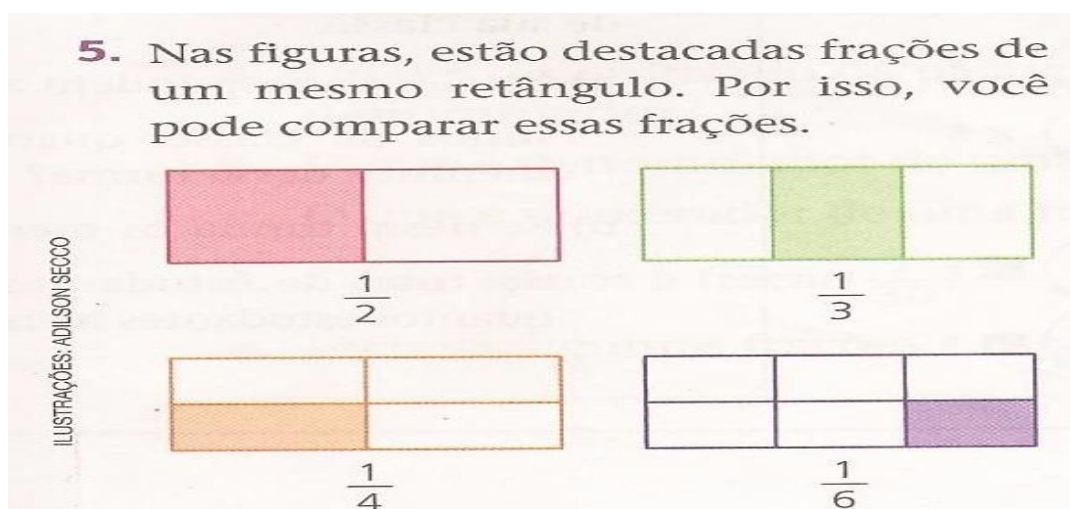 5. Nas figuras, estão destacadas frações de
um mesmo retângulo. Por isso, você
pode comparar essas frações.
ILUSTRAÇÕES: ADILSON SECCO
1/2
1/3
1/4
1/6